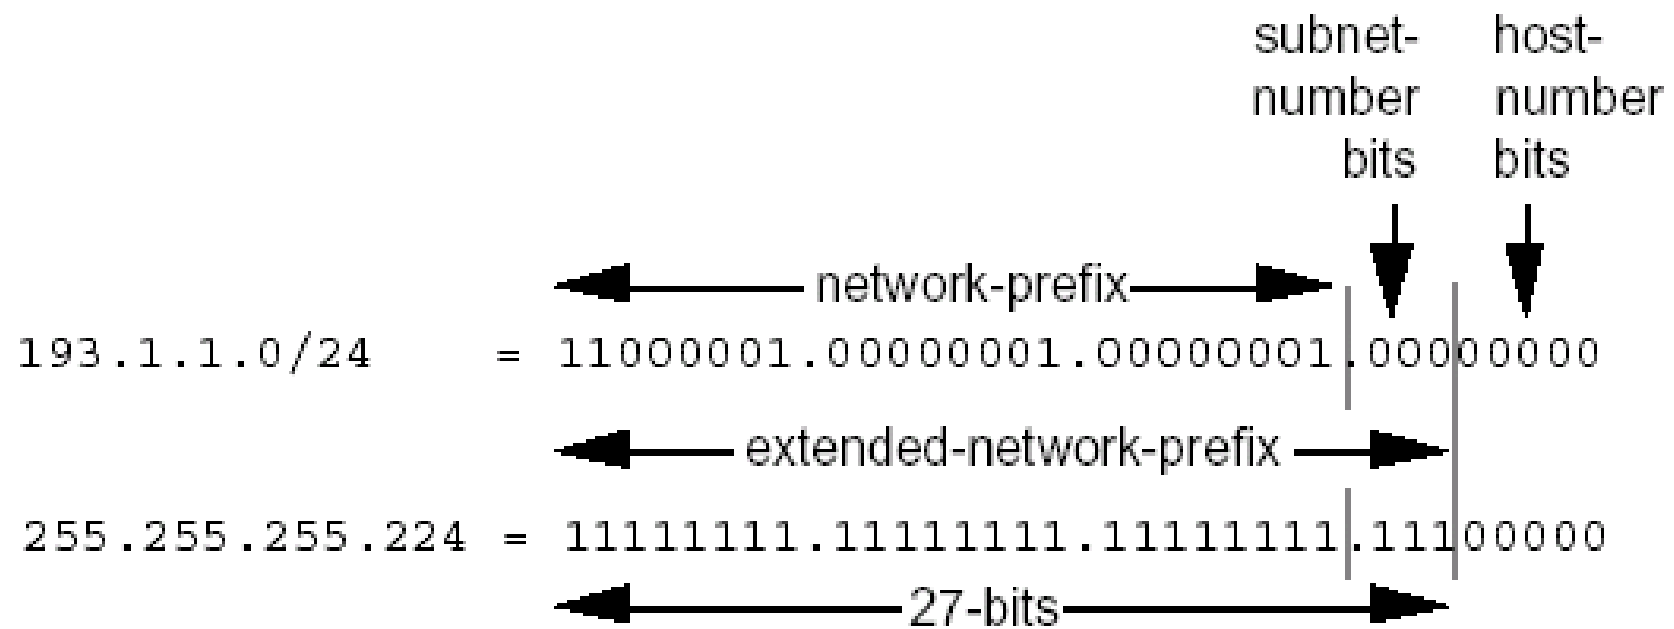 subnet-
number
bits
host-
number
bits
network-prefix
193.1.1.0/24 = 11000001.00000001.00000001.00000000
extended-network-prefix
255.255.255.224 = 11111111.11111111.11111111.11100000
27-bits